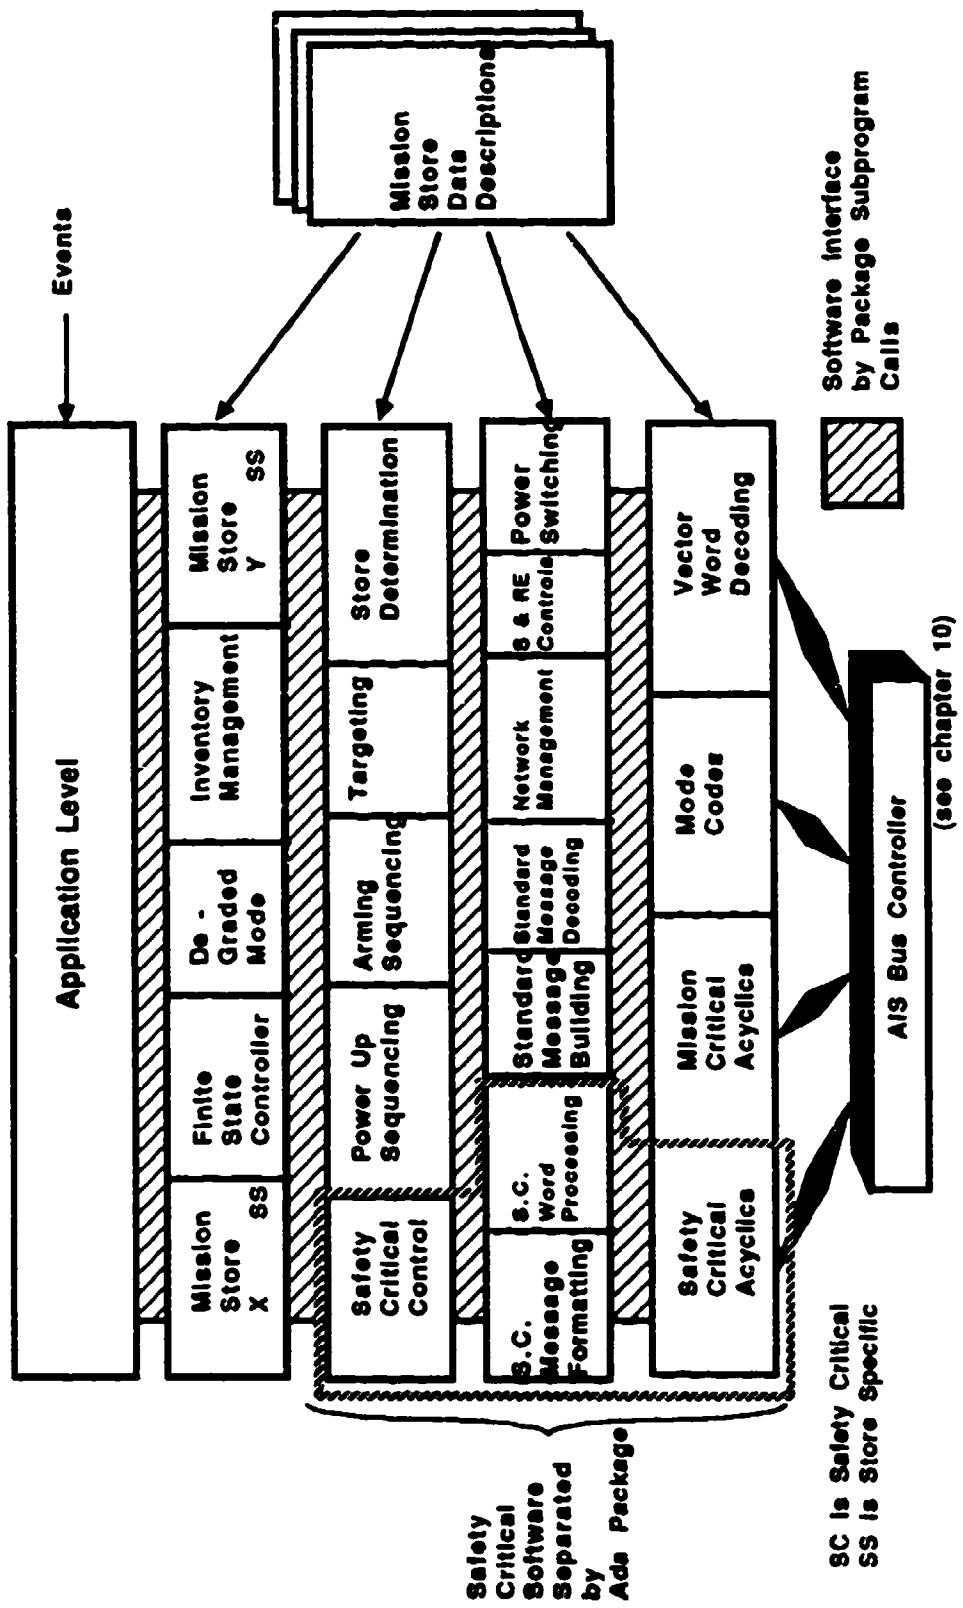 Events
Application Level
Mission
Store
X
SS
Finite
State
Controller
De -
Graded
Mode
Inventory
Management
Mission
Store
Y
SS
Safety
Critical
Control
Power Up
Sequencing
Arming
Sequencing
Targeting
Store
Determination
S.C.
Message
Formatting
S.C.
Word
Processing
Standard
Message
Building
Standard
Message
Decoding
Network
Management
S & RE
Controls
Power
Switching
Safety
Critical
Acyclics
Mission
Critical
Acyclics
Mode
Codes
Vector
Word
Decoding
Mission
Store
Data
Descriptions
Safety
Critical
Software
Separated
by
Ada Package
AIS Bus Controller
(see chapter 10)
SC is Safety Critical
SS is Store Specific
Software Interface
by Package Subprogram
Calls